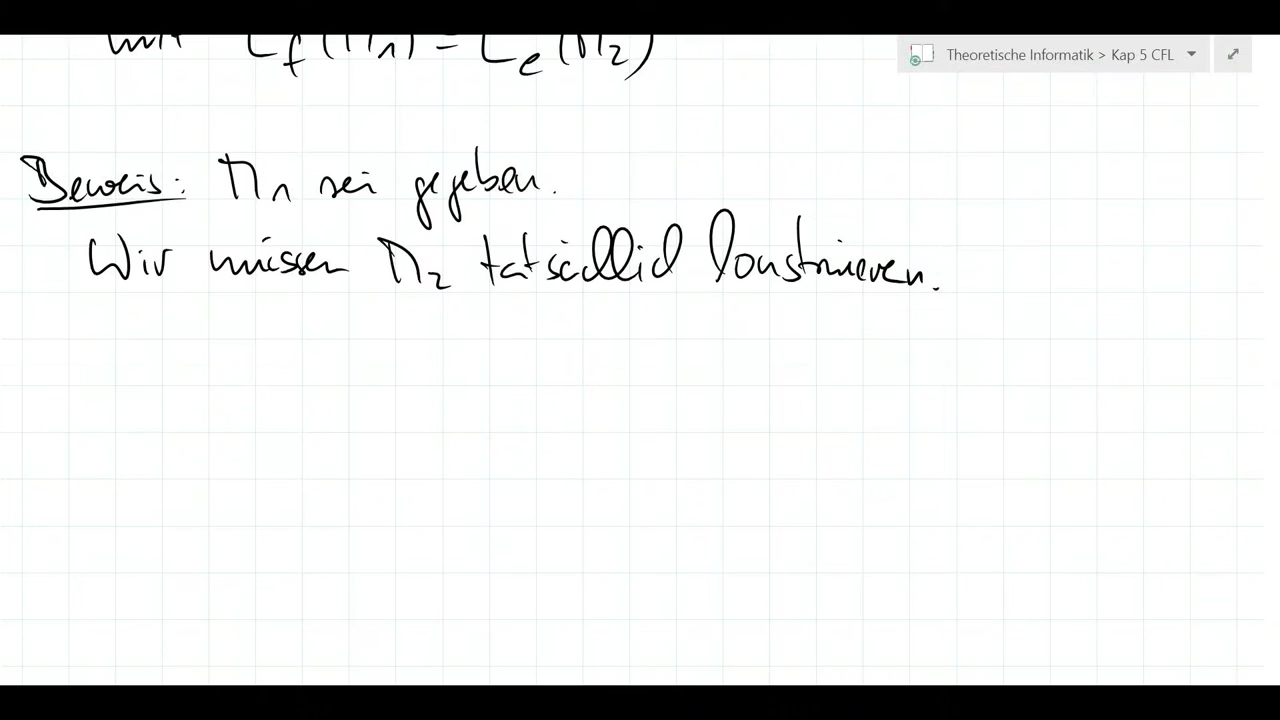 mit L_f(M_1) = L_e(M_2)
Theoretische Informatik > Kap 5 CFL
Beweis: M_1 sei gegeben.
Wir müssen M_2 tatsächlich konstruieren.